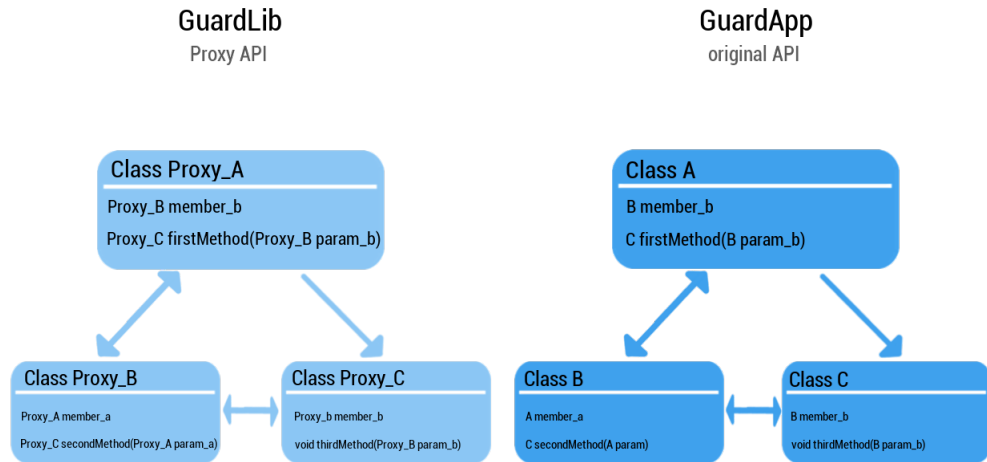 GuardLib
Proxy API
GuardApp
original API
Class Proxy_A
Proxy_B member_b
Proxy_C firstMethod(Proxy_B param_b)
Class A
B member_b
C firstMethod(B param_b)
Class Proxy_B
Proxy_A member_a
Proxy_C secondMethod(Proxy_A param_a)
Class Proxy_C
Proxy_b member_b
void thirdMethod(Proxy_B param_b)
Class B
A member_a
C secondMethod(A param)
Class C
B member_b
void thirdMethod(B param_b)